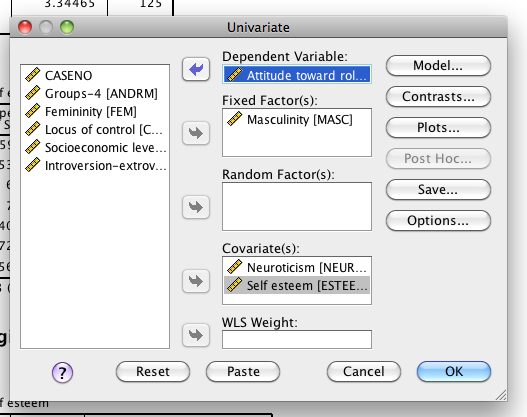 3.34465 125
Univariate
CASENO
Groups-4 [ANDRM]
Femininity [FEM]
Locus of control [C...
Socioeconomic leve...
Introversion-extrov...
Dependent Variable:
Attitude toward rol...
Fixed Factor(s):
Masculinity [MASC]
Random Factor(s):
Covariate(s):
Neuroticism [NEUR...
Self esteem [ESTEE...
WLS Weight:
Model...
Contrasts...
Plots...
Post Hoc...
Save...
Options...
?
Reset
Paste
Cancel
OK
f esteem